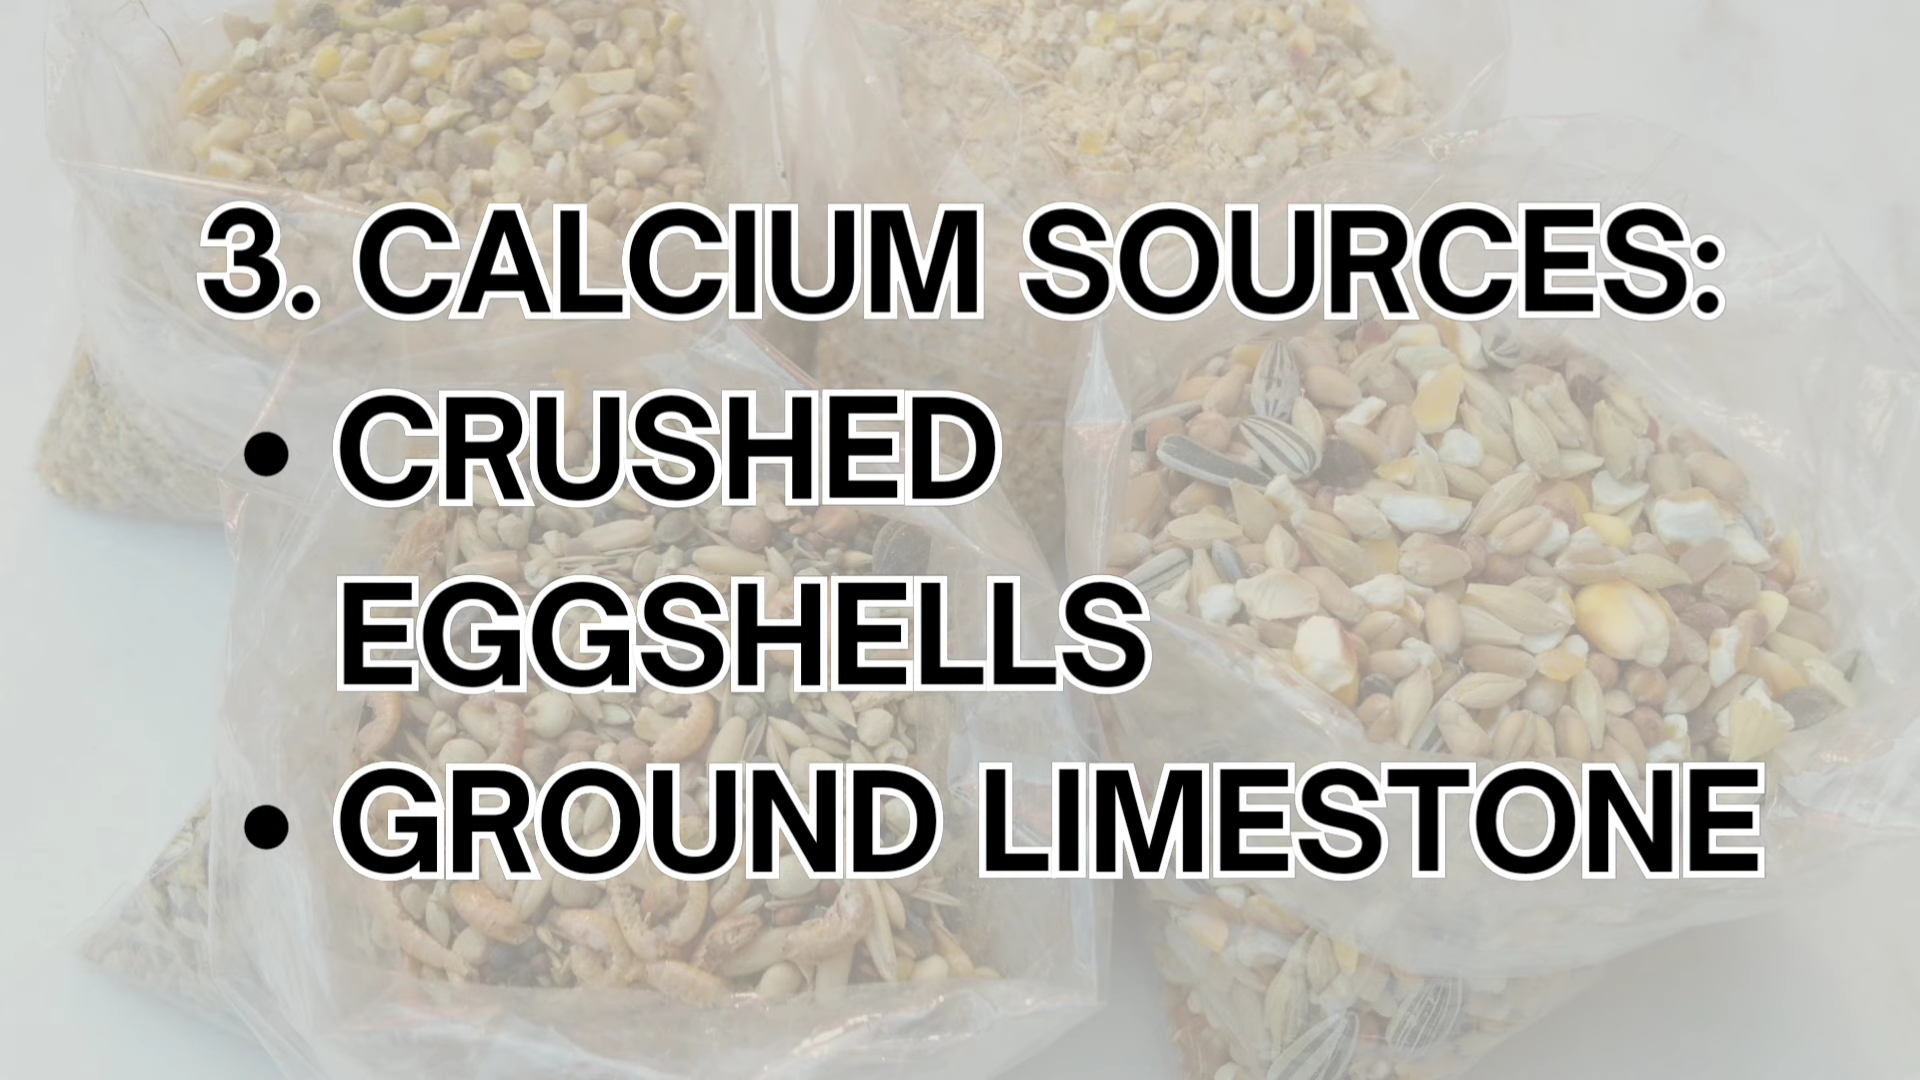 3. CALCIUM SOURCES:
• CRUSHED
EGGSHELLS
• GROUND LIMESTONE